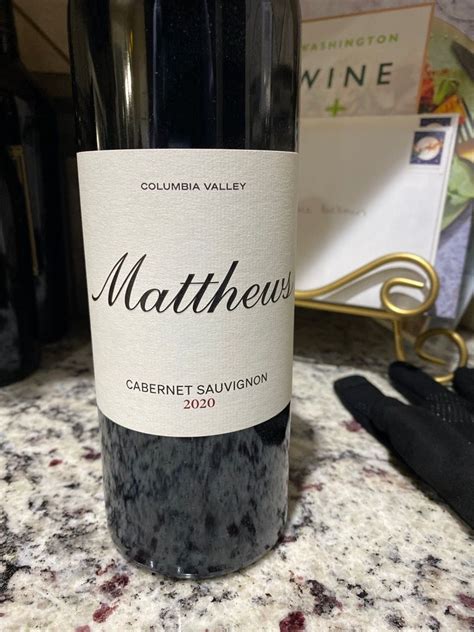 COLUMBIA VALLEY
Matthews
CABERNET SAUVIGNON
2020
WASHINGTON
WINE
+